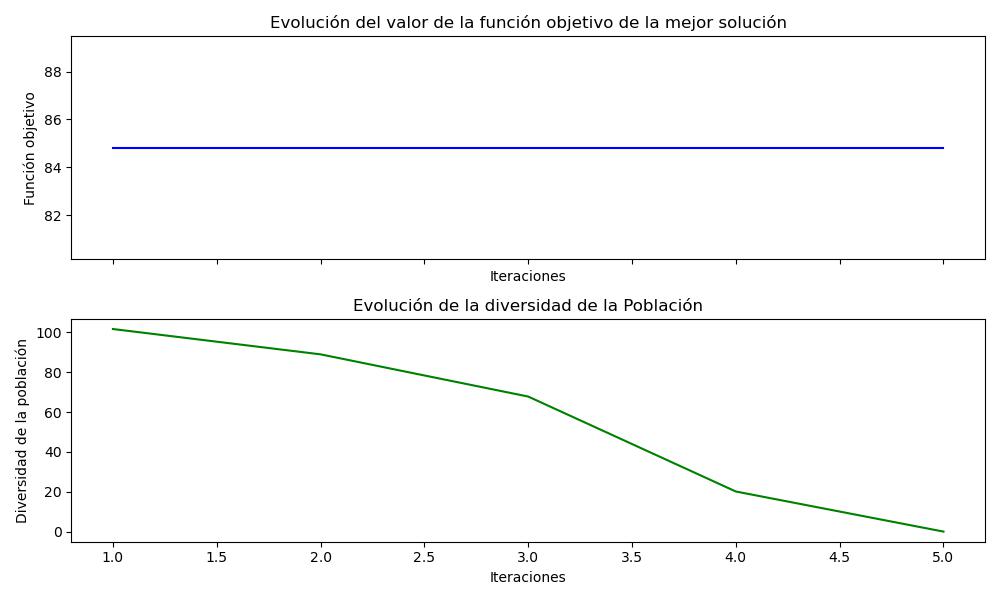 Evolución del valor de la función objetivo de la mejor solución
Función objetivo
88
86
84
82
Iteraciones
Evolución de la diversidad de la Población
Diversidad de la población
100
80
60
40
20
0
1.0 1.5 2.0 2.5 3.0 3.5 4.0 4.5 5.0
Iteraciones